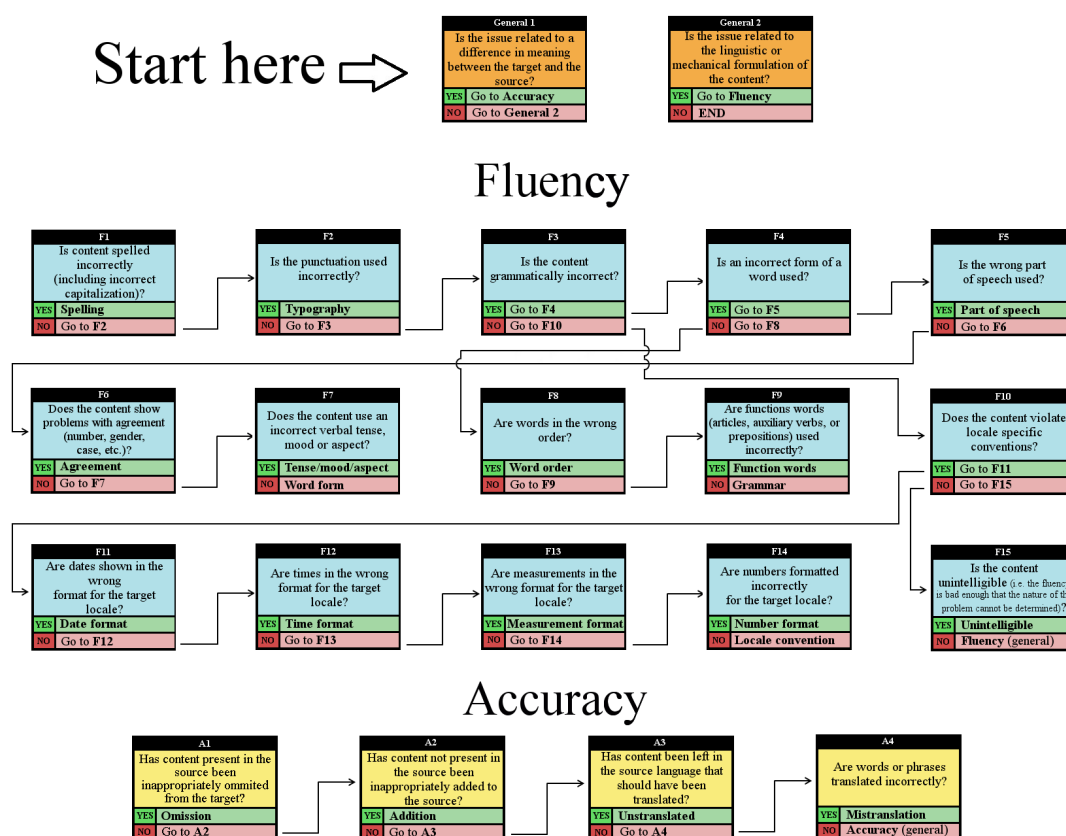 Start here
General 1
Is the issue related to a
difference in meaning
between the target and the
source?
YES Go to Accuracy
NO Go to General 2
General 2
Is the issue related to
the linguistic or
mechanical formulation of
the content?
YES Go to Fluency
NO END
Fluency
F1
Is content spelled
incorrectly
(including incorrect
capitalization)?
YES Spelling
NO Go to F2
F2
Is the punctuation used
incorrectly?
YES Typography
NO Go to F3
F3
Is the content
grammatically incorrect?
YES Go to F4
NO Go to F10
F4
Is an incorrect form of a
word used?
YES Go to F5
NO Go to F8
F5
Is the wrong part
of speech used?
YES Part of speech
NO Go to F6
F6
Does the content show
problems with agreement
(number, gender,
case, etc.)?
YES Agreement
NO Go to F7
F7
Does the content use an
incorrect verbal tense,
mood or aspect?
YES Tense/mood/aspect
NO Word form
F8
Are words in the wrong
order?
YES Word order
NO Go to F9
F9
Are functions words
(articles, auxiliary verbs, or
prepositions) used
incorrectly?
YES Function words
NO Grammar
F10
Does the content violate
locale specific
conventions?
YES Go to F11
NO Go to F15
F11
Are dates shown in the
wrong
format for the target
locale?
YES Date format
NO Go to F12
F12
Are times in the wrong
format for the target
locale?
YES Time format
NO Go to F13
F13
Are measurements in the
wrong format for the target
locale?
YES Measurement format
NO Go to F14
F14
Are numbers formatted
incorrectly
for the target locale?
YES Number format
NO Locale convention
F15
Is the content
unintelligible (i.e. the fluency
is bad enough that the nature of the
problem cannot be determined)?
YES Unintelligible
NO Fluency (general)
Accuracy
A1
Has content present in the
source been
inappropriately ommited
from the target?
YES Omission
NO Go to A2
A2
Has content not present in
the source been
inappropriately added to
the source?
YES Addition
NO Go to A3
A3
Has content been left in
the source language that
should have been
translated?
YES Unstranslated
NO Go to A4
A4
Are words or phrases
translated incorrectly?
YES Mistranslation
NO Accuracy (general)